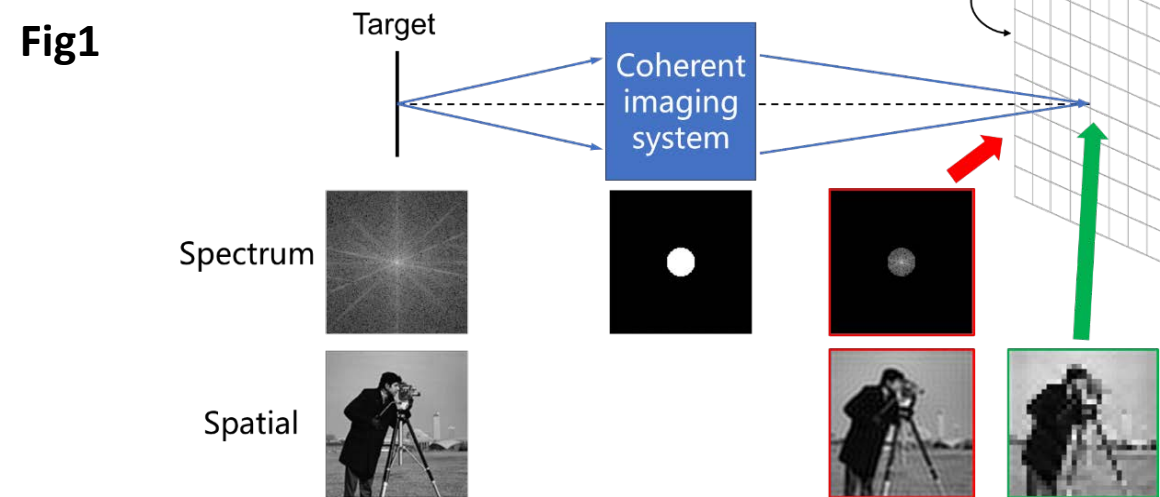 Fig1
Target
Coherent
imaging
system
Spectrum
Spatial